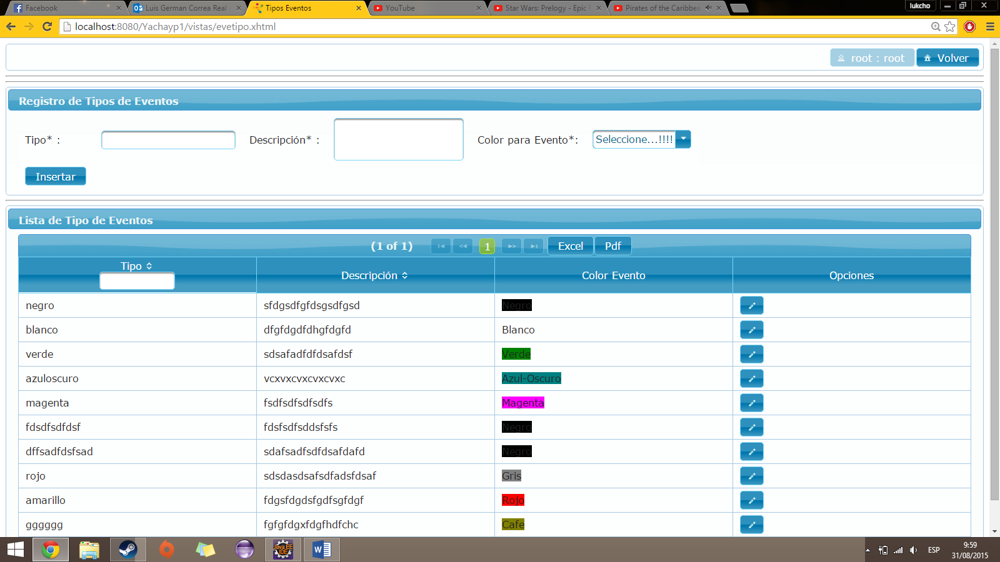 Facebook
Luis German Correa Real
Tipos Eventos
YouTube
Star Wars: Prelogy - Epic
Pirates of the Caribbea
lukcho
localhost:8080/Yachayp1/vistas/evetipo.xhtml
root : root
Volver
Registro de Tipos de Eventos
Tipo* :
Descripción* :
Color para Evento*:
Seleccione...!!!!
Insertar
Lista de Tipo de Eventos
(1 of 1)
1
Excel
Pdf
Tipo
Descripción
Color Evento
Opciones
negro
sfdgsdfgfdsgsdfgsd
Negro
blanco
dfgfdgdfdhgfdgfd
Blanco
verde
sdsafadfdfdsafdsf
Verde
azuloscuro
vcxvxcvxcvxcvxc
Azul-Oscuro
magenta
fsdfsdfsdfsdfs
Magenta
fdsdfsdfdsf
fdsfsdfsddsfsfs
Negro
dffsadfdsfsad
sdafsadfsdfdsafdafd
Negro
rojo
sdsdasdsafsdfadsfdsaf
Gris
amarillo
fdgsfdgdsfgdfsgfdgf
Rojo
gggggg
fgfgfdgxfdgfhdfchc
Cafe
Java EE
IDE
ESP
9:59
31/08/2015